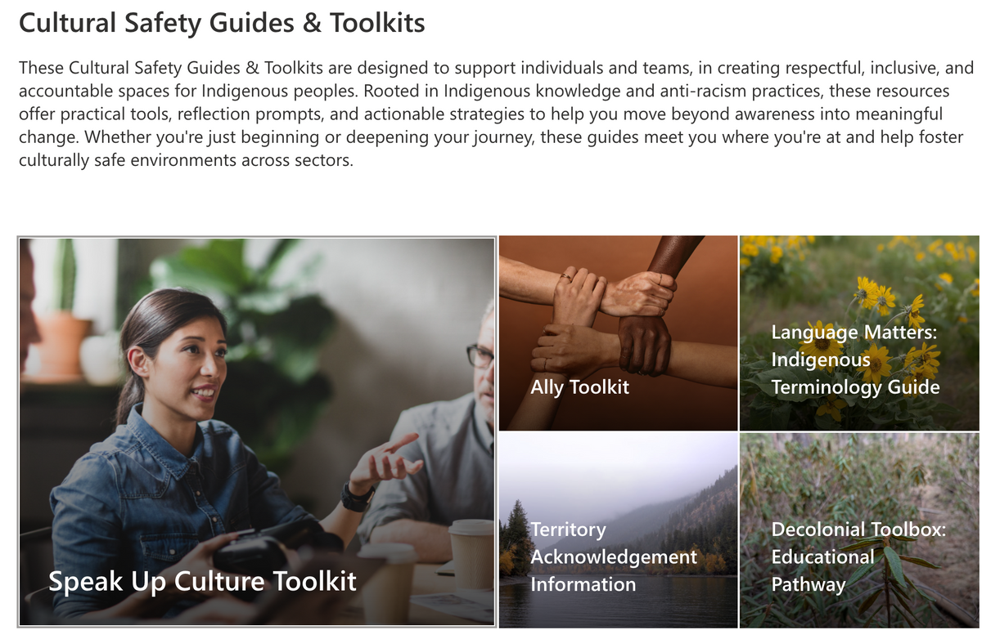 Cultural Safety Guides & Toolkits
These Cultural Safety Guides & Toolkits are designed to support individuals and teams, in creating respectful, inclusive, and
accountable spaces for Indigenous peoples. Rooted in Indigenous knowledge and anti-racism practices, these resources
offer practical tools, reflection prompts, and actionable strategies to help you move beyond awareness into meaningful
change. Whether you're just beginning or deepening your journey, these guides meet you where you're at and help foster
culturally safe environments across sectors.
Speak Up Culture Toolkit
Ally Toolkit
Language Matters:
Indigenous
Terminology Guide
Territory
Acknowledgement
Information
Decolonial Toolbox:
Educational
Pathway